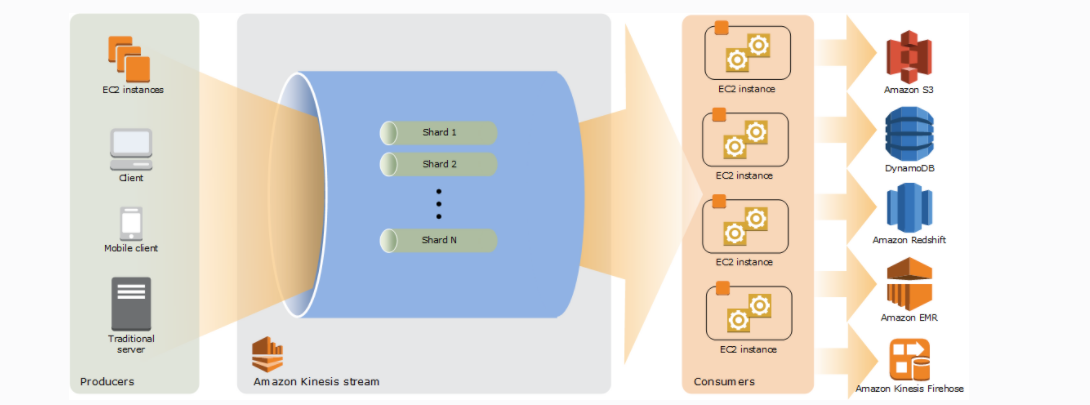 EC2 instances
Client
Mobile client
Traditional
server
Producers
Shard 1
Shard 2
Shard N
Amazon Kinesis stream
EC2 instance
EC2 instance
EC2 instance
EC2 instance
Consumers
Amazon S3
DynamoDB
Amazon Redshift
Amazon EMR
Amazon Kinesis Firehose